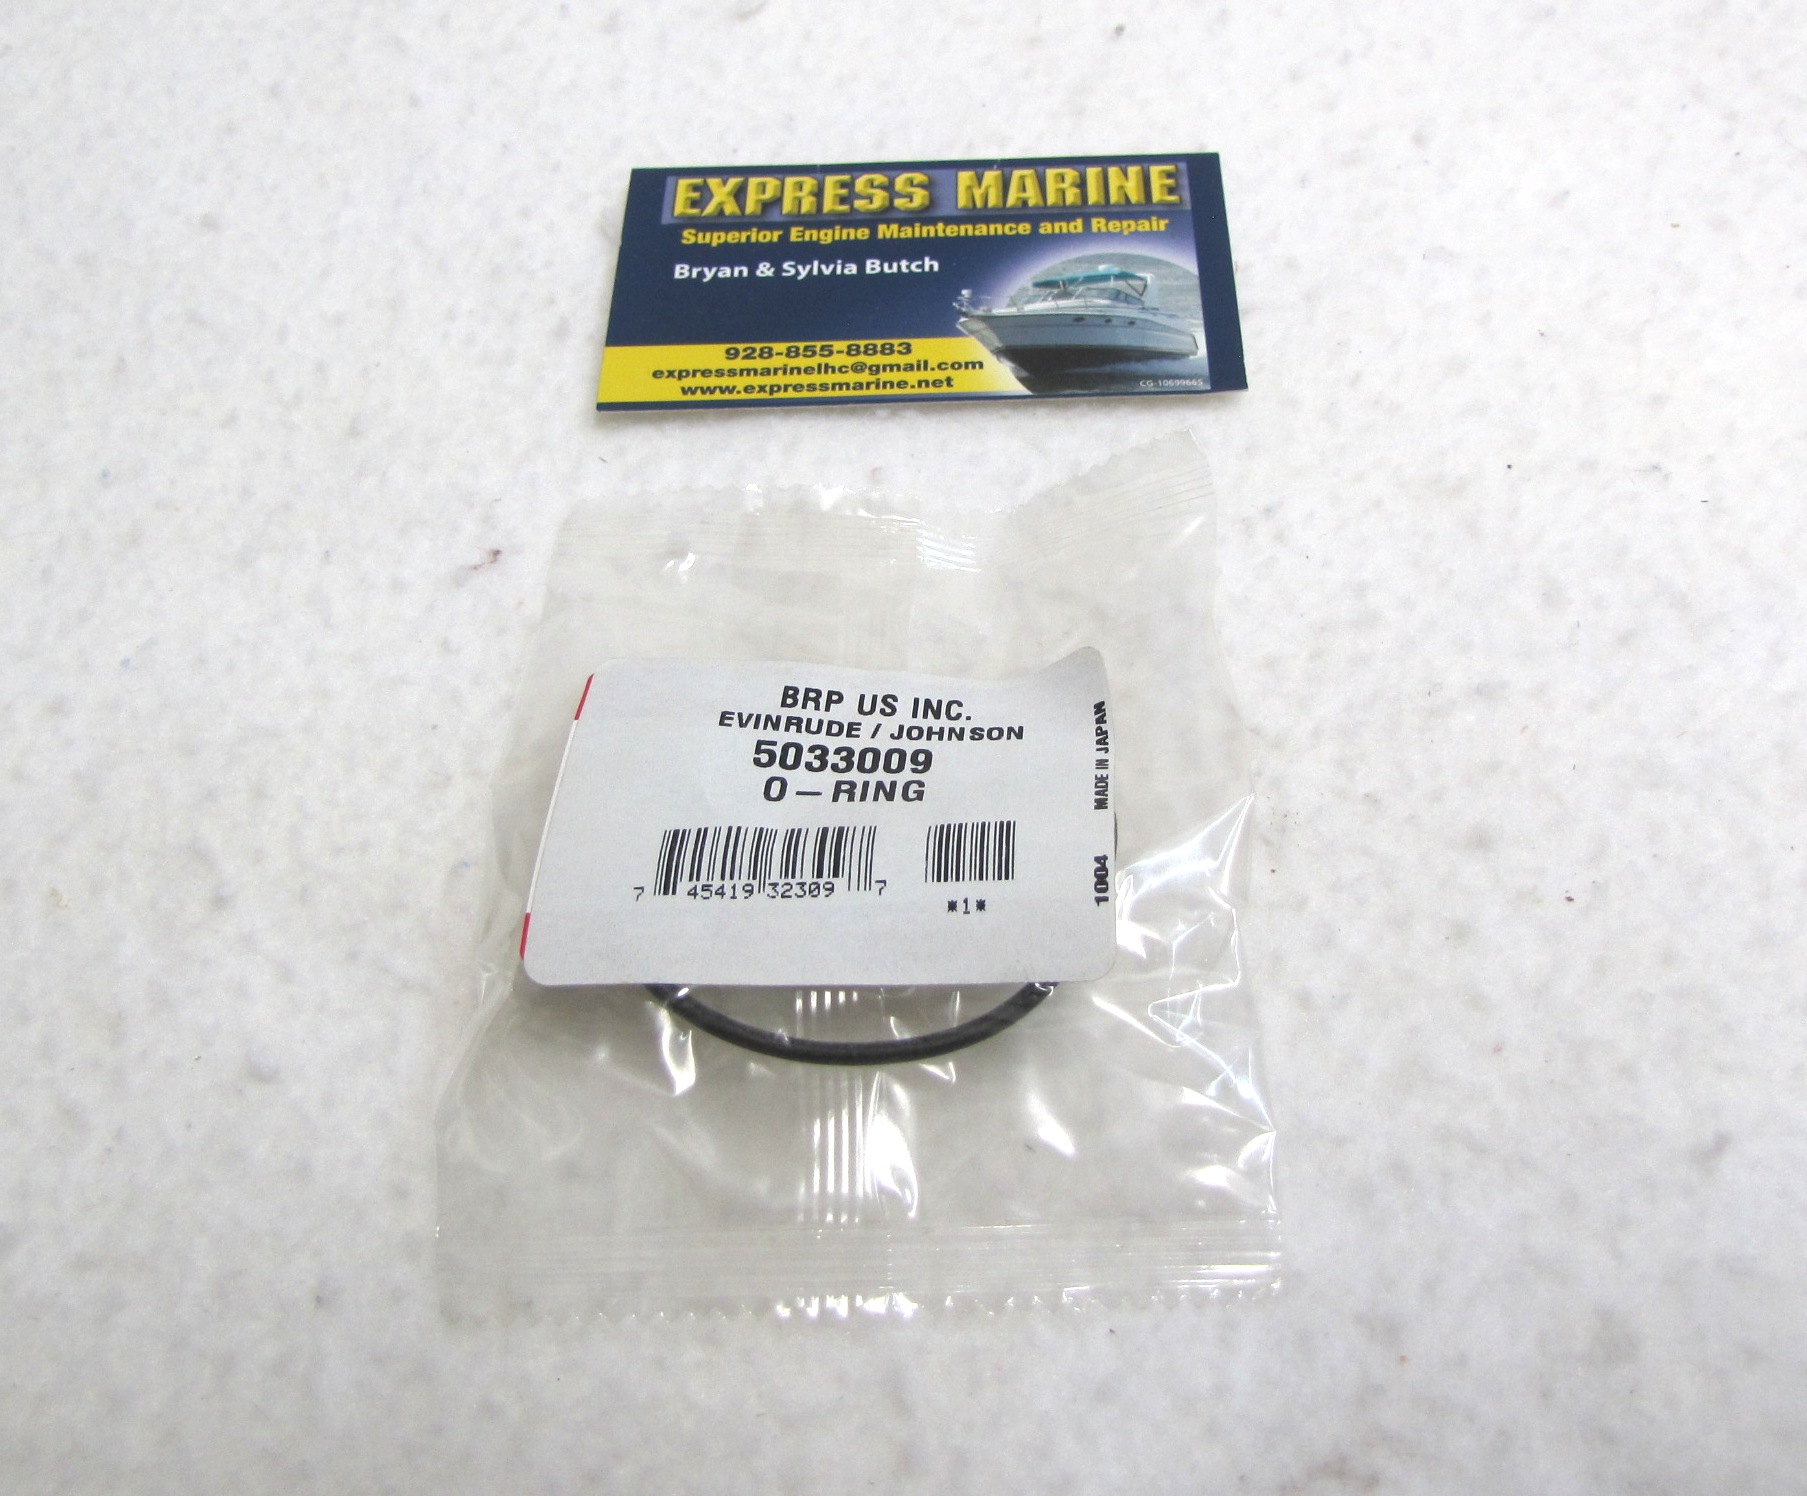 EXPRESS MARINE
Superior Engine Maintenance and Repair
Bryan & Sylvia Butch
928-855-8883
expressmarinelhc@gmail.com
www.expressmarine.net
CG-10699665
BRP US INC.
EVINRUDE / JOHNSON
5033009
O-RING
7 45419 32309 7
*1*
1004 MADE IN JAPAN